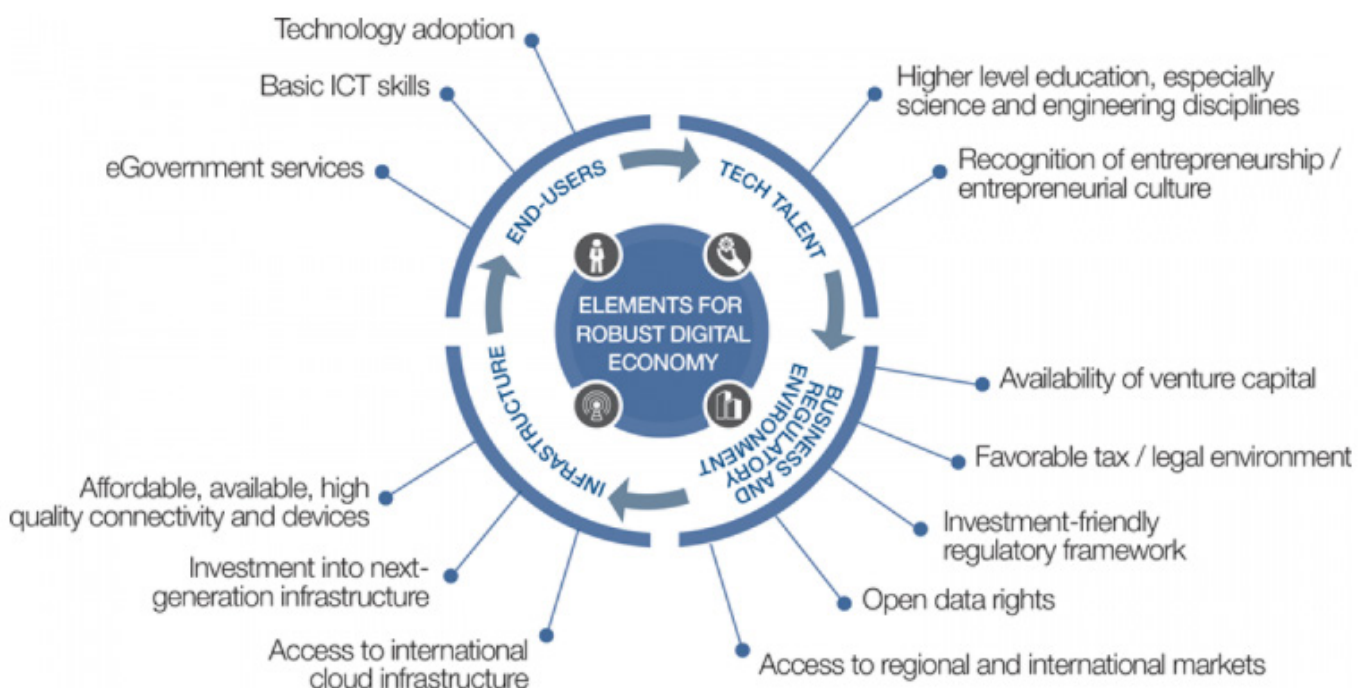 Technology adoption
Basic ICT skills
eGovernment services
Higher level education, especially
science and engineering disciplines
Recognition of entrepreneurship /
entrepreneurial culture
END-USERS
TECH TALENT
ELEMENTS FOR
ROBUST DIGITAL
ECONOMY
INFRASTRUCTURE
BUSINESS AND
REGULATORY
ENVIRONMENT
Availability of venture capital
Favorable tax / legal environment
Investment-friendly
regulatory framework
Open data rights
Access to regional and international markets
Affordable, available, high
quality connectivity and devices
Investment into next-
generation infrastructure
Access to international
cloud infrastructure